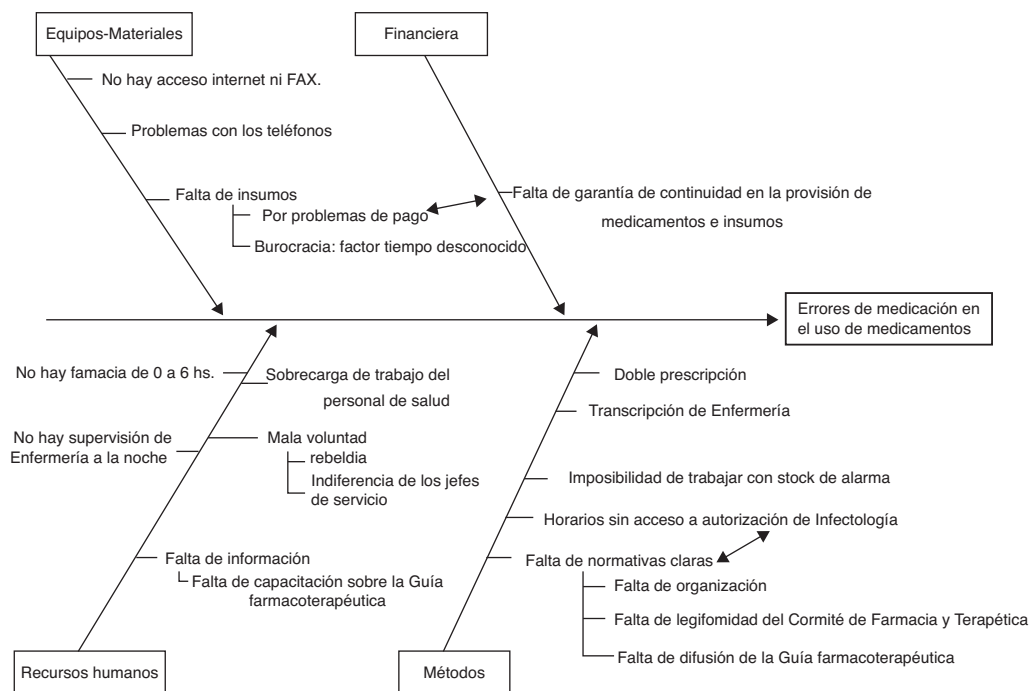 Equipos-Materiales
Financiera
No hay acceso internet ni FAX.
Problemas con los teléfonos
Falta de insumos
Por problemas de pago
Burocracia: factor tiempo desconocido
Falta de garantía de continuidad en la provisión de
medicamentos e insumos
Errores de medicación en
el uso de medicamentos
No hay famacia de 0 a 6 hs.
Sobrecarga de trabajo del
personal de salud
No hay supervisión de
Enfermería a la noche
Mala voluntad
rebeldia
Indiferencia de los jefes
de servicio
Falta de información
Falta de capacitación sobre la Guía
farmacoterapéutica
Doble prescripción
Transcripción de Enfermería
Imposibilidad de trabajar con stock de alarma
Horarios sin acceso a autorización de Infectología
Falta de normativas claras
Falta de organización
Falta de legifomidad del Cormité de Farmacia y Terapética
Falta de difusión de la Guía farmacoterapéutica
Recursos humanos
Métodos